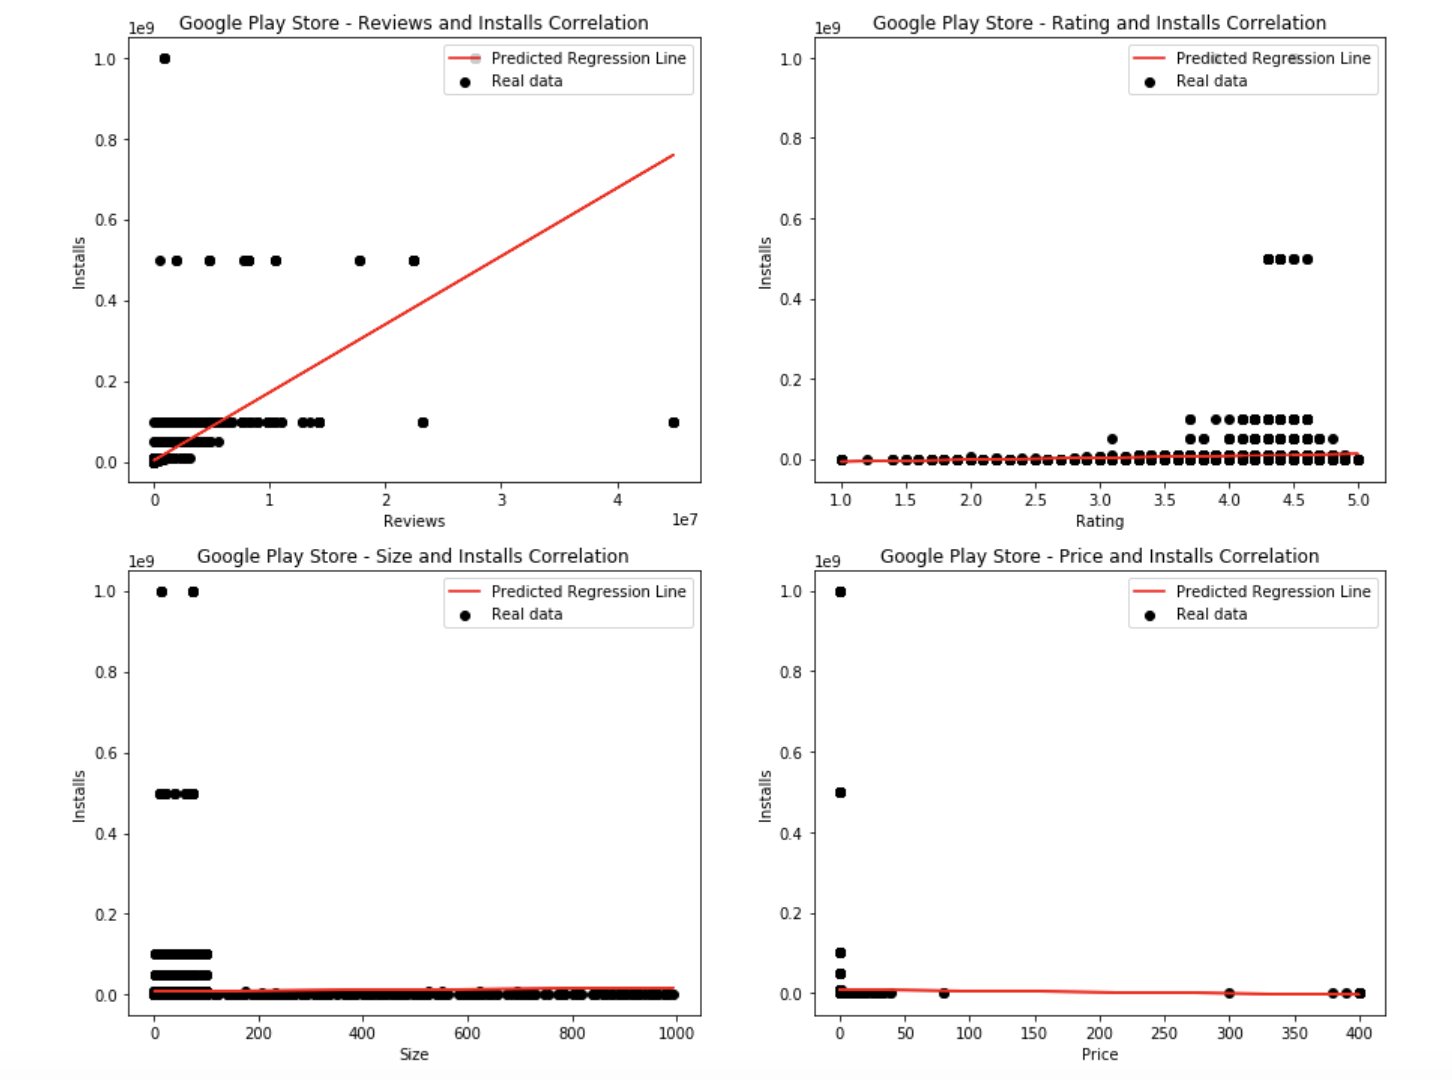 Google Play Store - Reviews and Installs Correlation
1e9
Predicted Regression Line
Real data
1.0
0.8
0.6
0.4
0.2
0.0
Installs
0
1
2
3
4
1e7
Reviews
Google Play Store - Rating and Installs Correlation
1e9
Predicted Regression Line
Real data
1.0
0.8
0.6
0.4
0.2
0.0
Installs
1.0
1.5
2.0
2.5
3.0
3.5
4.0
4.5
5.0
Rating
Google Play Store - Size and Installs Correlation
1e9
Predicted Regression Line
Real data
1.0
0.8
0.6
0.4
0.2
0.0
Installs
0
200
400
600
800
1000
Size
Google Play Store - Price and Installs Correlation
1e9
Predicted Regression Line
Real data
1.0
0.8
0.6
0.4
0.2
0.0
Installs
0
50
100
150
200
250
300
350
400
Price